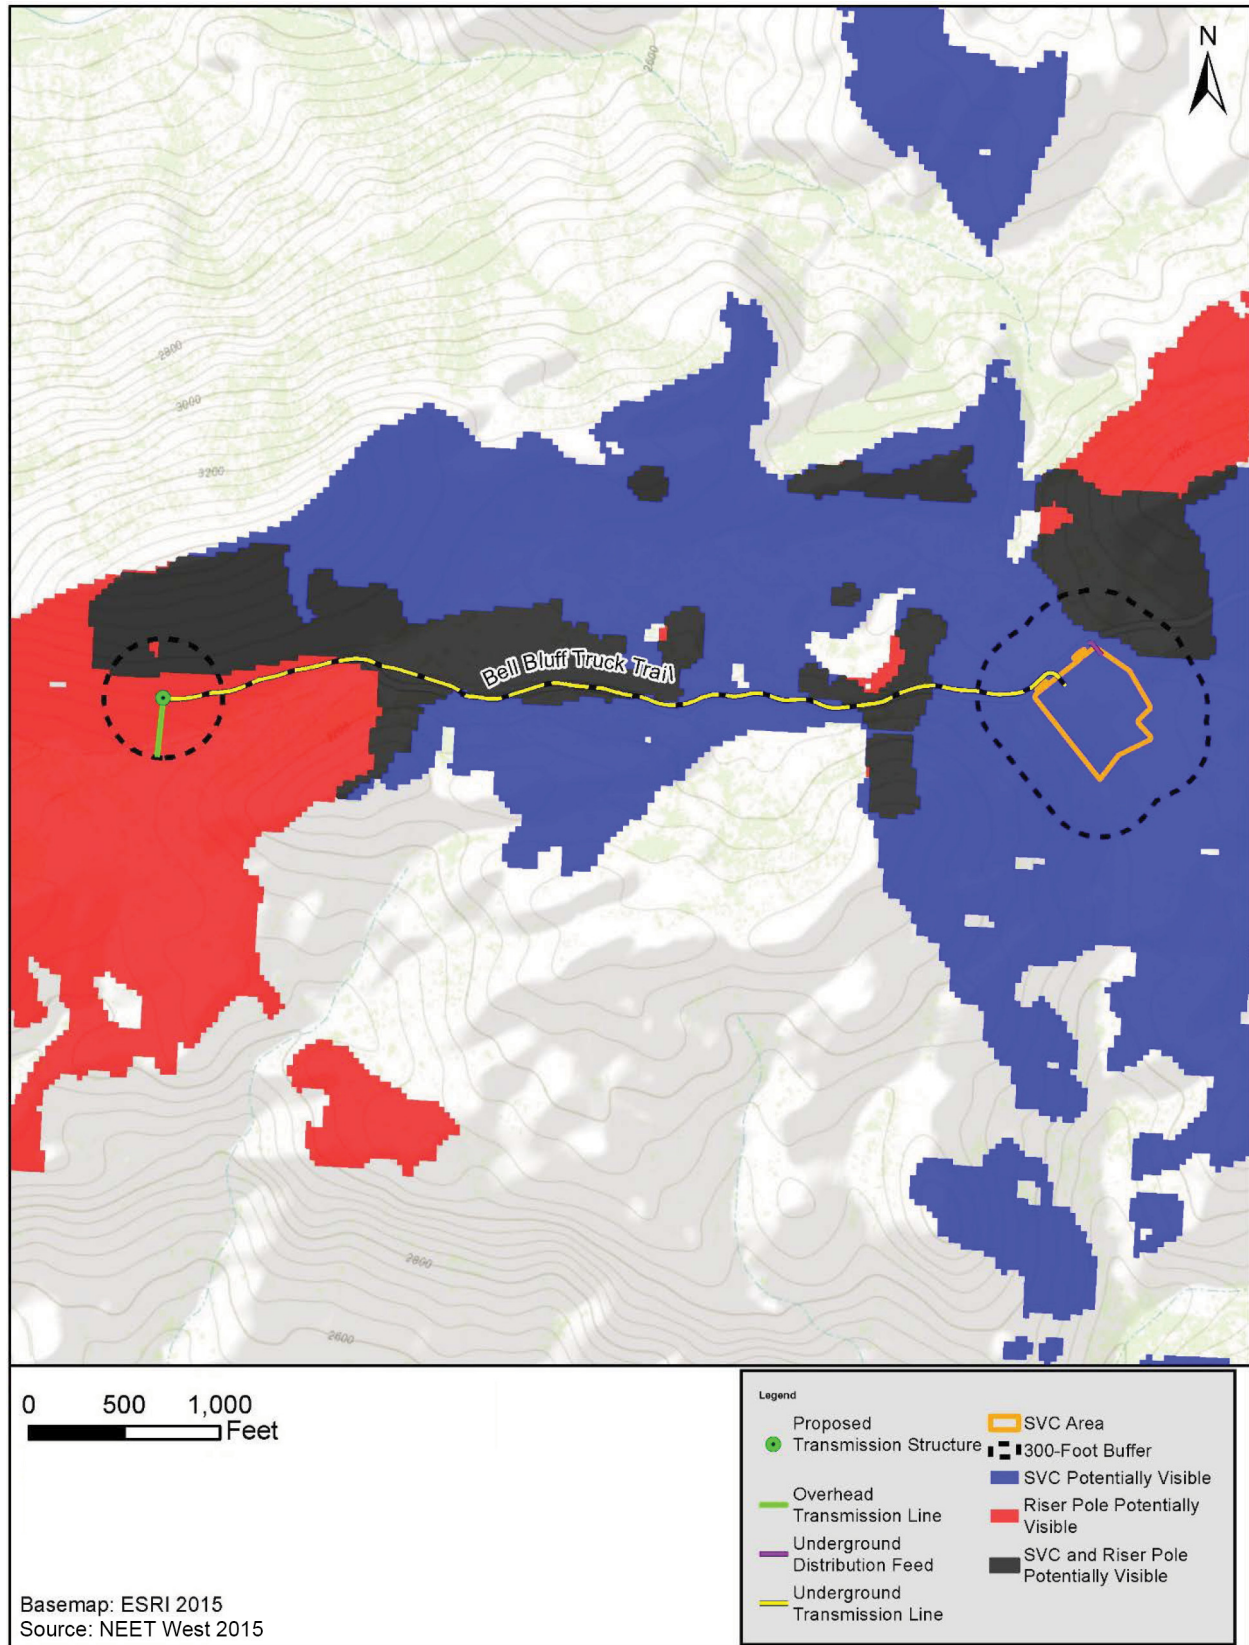 N
2600
2800
3000
3200
3200
Bell Bluff Truck Trail
2800
2600
0 500 1,000
Feet
Legend
Proposed
Transmission Structure
Overhead
Transmission Line
Underground
Distribution Feed
Underground
Transmission Line
SVC Area
300-Foot Buffer
SVC Potentially Visible
Riser Pole Potentially
Visible
SVC and Riser Pole
Potentially Visible
Basemap: ESRI 2015
Source: NEET West 2015